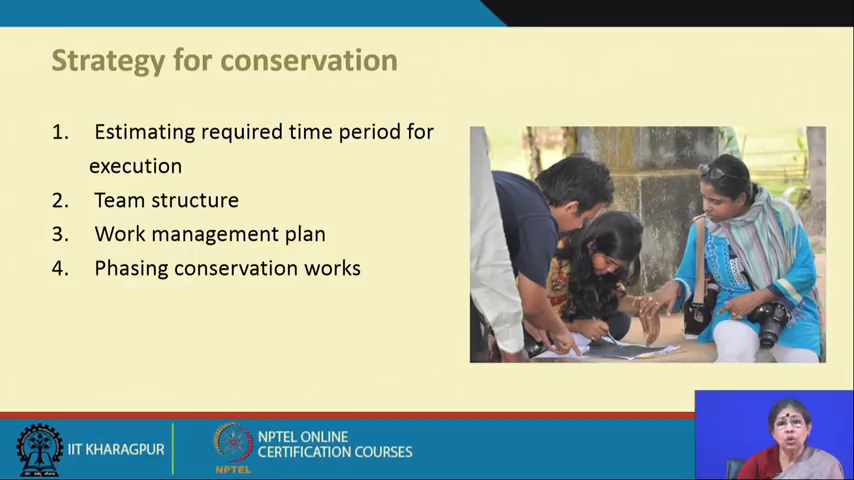 Strategy for conservation
1. Estimating required time period for
execution
2. Team structure
3. Work management plan
4. Phasing conservation works
IIT KHARAGPUR
NPTEL
NPTEL ONLINE
CERTIFICATION COURSES